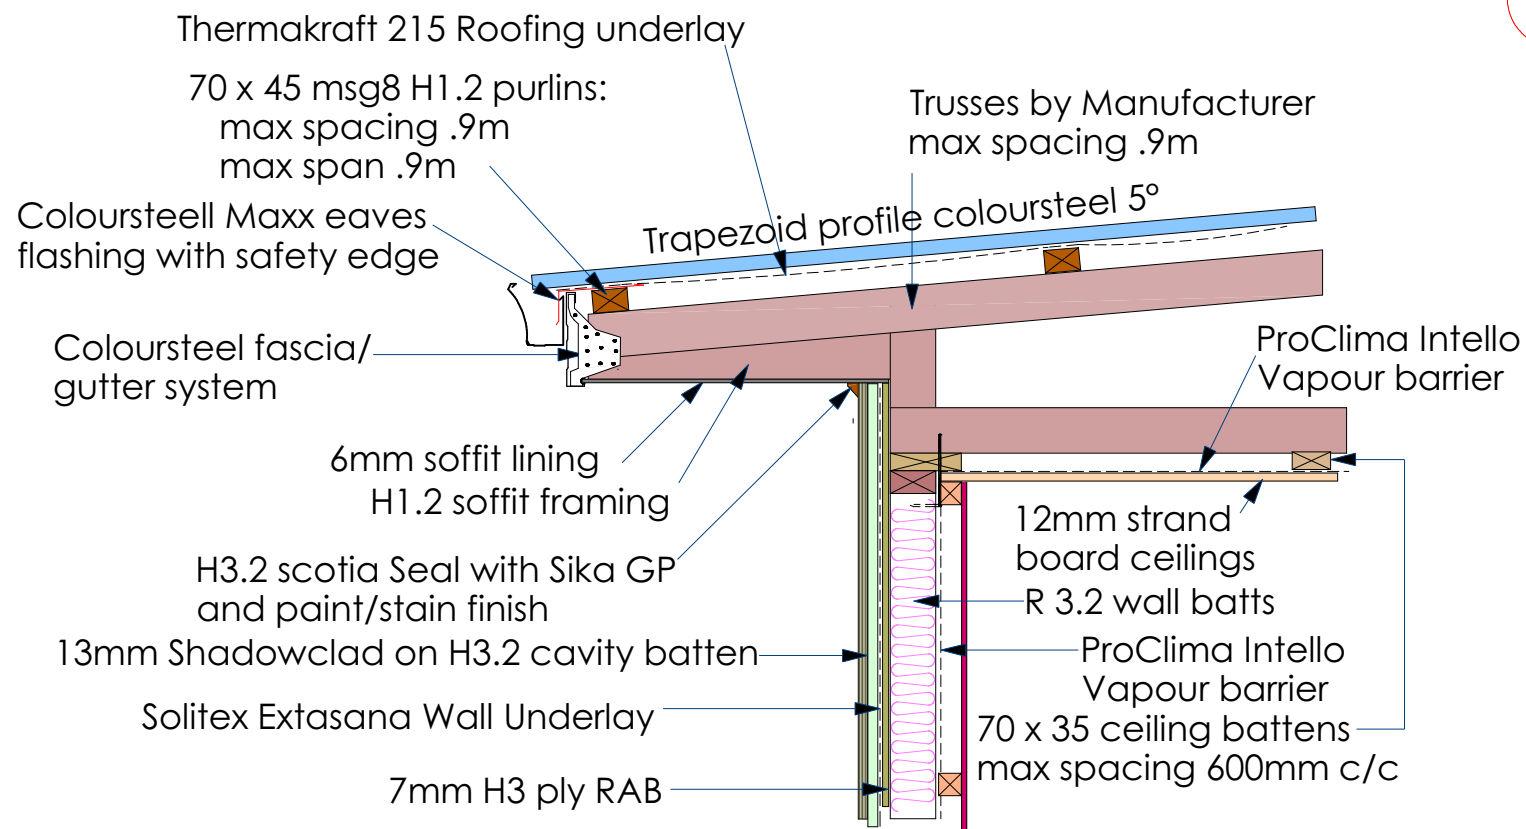 Thermakraft 215 Roofing underlay
70 x 45 msg8 H1.2 purlins:
max spacing .9m
max span .9m
Trusses by Manufacturer
max spacing .9m
Coloursteell Maxx eaves
flashing with safety edge
Trapezoid profile coloursteel 5°
Coloursteel fascia/
gutter system
ProClima Intello
Vapour barrier
6mm soffit lining
H1.2 soffit framing
12mm strand
board ceilings
H3.2 scotia Seal with Sika GP
and paint/stain finish
R 3.2 wall batts
13mm Shadowclad on H3.2 cavity batten
ProClima Intello
Vapour barrier
Solitex Extasana Wall Underlay
70 x 35 ceiling battens
max spacing 600mm c/c
7mm H3 ply RAB